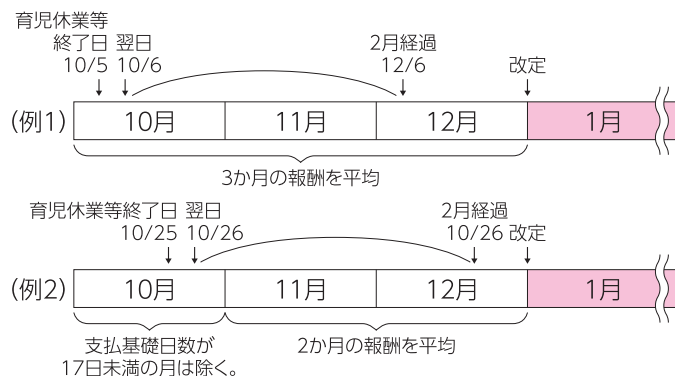 育児休業等
終了日 翌日 2月経過
10/5 10/6 12/6 改定
(例1) 10月 11月 12月 1月
3か月の報酬を平均
育児休業等終了日 翌日 2月経過
10/25 10/26 10/26 改定
(例2) 10月 11月 12月 1月
支払基礎日数が 2か月の報酬を平均
17日未満の月は除く。